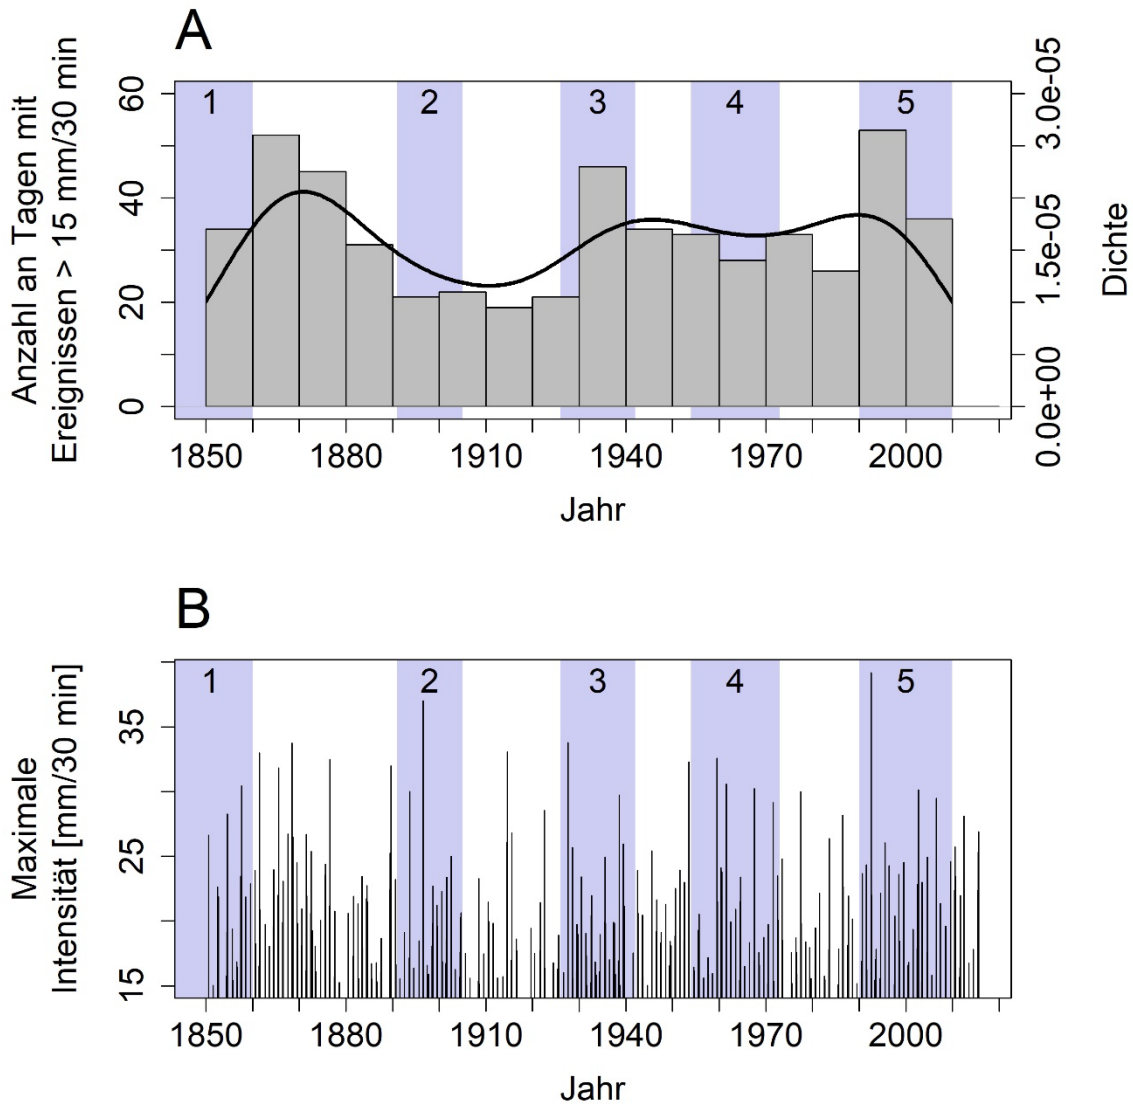 A
Anzahl an Tagen mit
Ereignissen > 15 mm/30 min
60
40
20
0
1 2 3 4 5
3.0e-05
1.5e-05
0.0e+00
Dichte
1850 1880 1910 1940 1970 2000
Jahr
B
Maximale
Intensität [mm/30 min]
35
25
15
1 2 3 4 5
1850 1880 1910 1940 1970 2000
Jahr